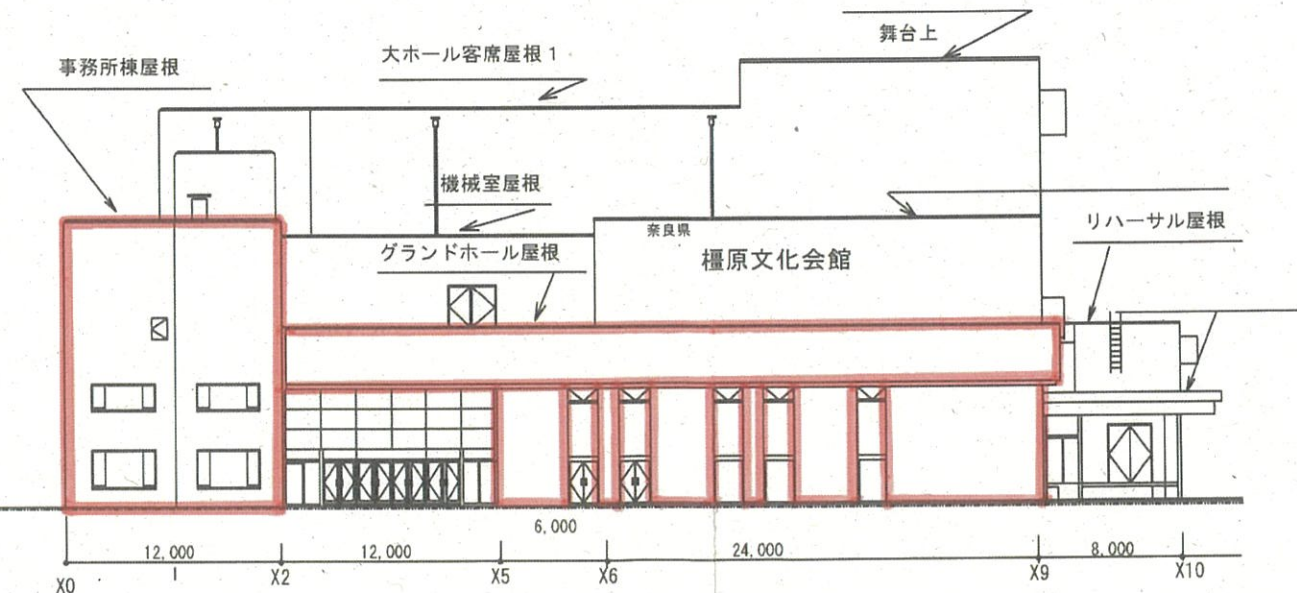 舞台上
大ホール客席屋根1
事務所棟屋根
機械室屋根
リハーサル屋根
奈良県
グランドホール屋根
橿原文化会館
6,000
12,000
12,000
24,000
8,000
X0
X2
X5
X6
X9
X10